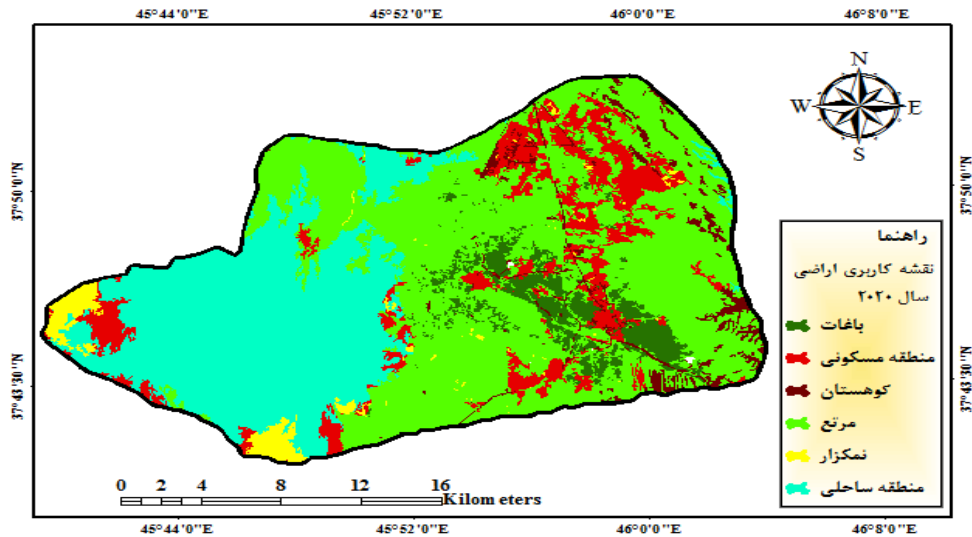 45°44'0"E 45°52'0"E 46°0'0"E 46°8'0"E
N
W E
S
37°50'0"N 37°50'0"N
راهنما
نقشه کاربری اراضی
سال ۲۰۲۰
باغات
منطقه مسکونی
کوهستان
مرتع
نمکزار
منطقه ساحلی
37°43'30"N 37°43'30"N
0 2 4 8 12 16
Kilom eters
45°44'0"E 45°52'0"E 46°0'0"E 46°8'0"E